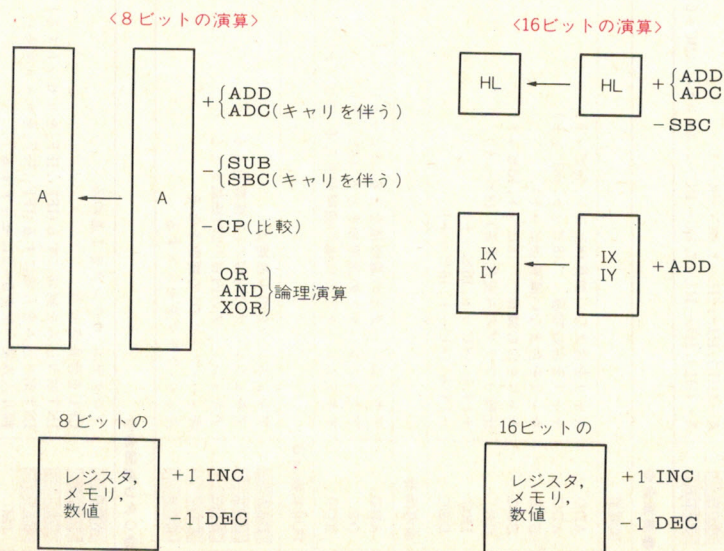 <8ビットの演算>
A
A
+{ADD
ADC(キャリを伴う)
-{SUB
SBC(キャリを伴う)
-CP(比較)
OR
AND
XOR}論理演算
<16ビットの演算>
HL
HL
+{ADD
ADC
-SBC
IX
IY
IX
IY
+ADD
8ビットの
レジスタ,
メモリ,
数値
+1 INC
-1 DEC
16ビットの
レジスタ,
メモリ,
数値
+1 INC
-1 DEC